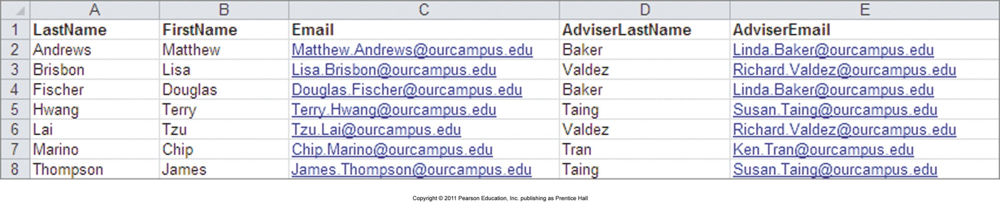 A B C D E
1 LastName FirstName Email AdviserLastName AdviserEmail
2 Andrews Matthew Matthew.Andrews@ourcampus.edu Baker Linda.Baker@ourcampus.edu
3 Brisbon Lisa Lisa.Brisbon@ourcampus.edu Valdez Richard.Valdez@ourcampus.edu
4 Fischer Douglas Douglas.Fischer@ourcampus.edu Baker Linda.Baker@ourcampus.edu
5 Hwang Terry Terry.Hwang@ourcampus.edu Taing Susan.Taing@ourcampus.edu
6 Lai Tzu Tzu.Lai@ourcampus.edu Valdez Richard.Valdez@ourcampus.edu
7 Marino Chip Chip.Marino@ourcampus.edu Tran Ken.Tran@ourcampus.edu
8 Thompson James James.Thompson@ourcampus.edu Taing Susan.Taing@ourcampus.edu
Copyright © 2011 Pearson Education, Inc. publishing as Prentice Hall